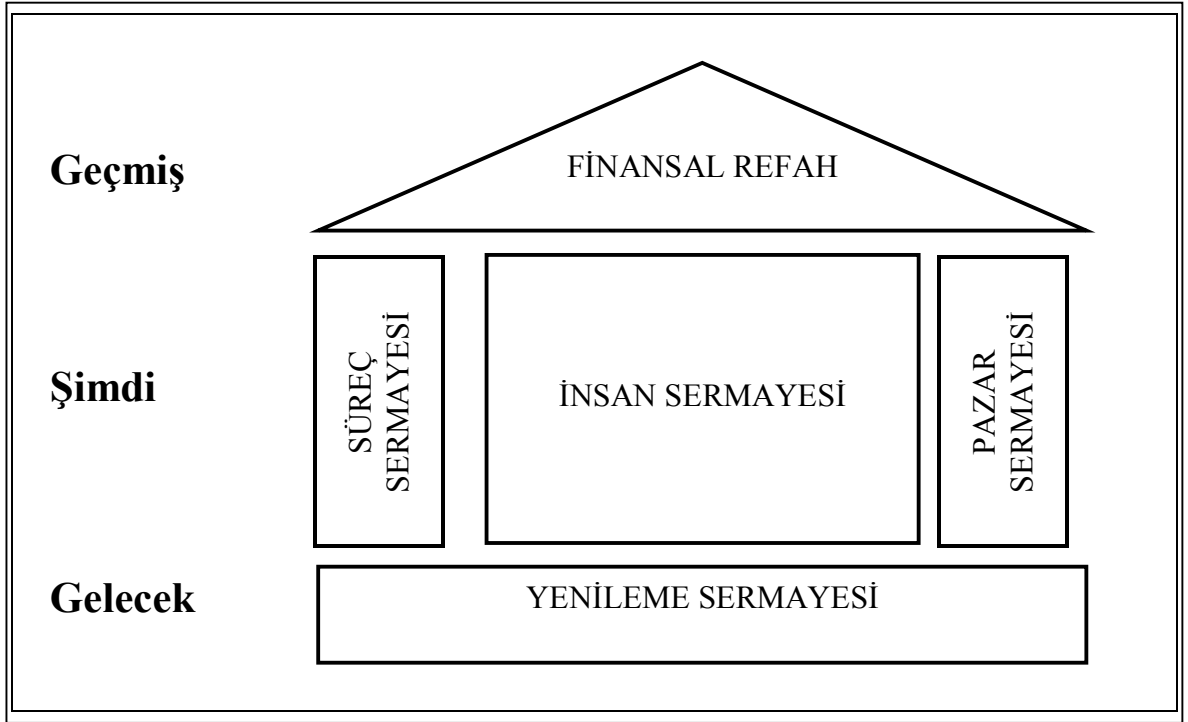 Geçmiş
FİNANSAL REFAH
Şimdi
SÜREÇ
SERMAYESİ
İNSAN SERMAYESİ
PAZAR
SERMAYESİ
Gelecek
YENİLEME SERMAYESİ